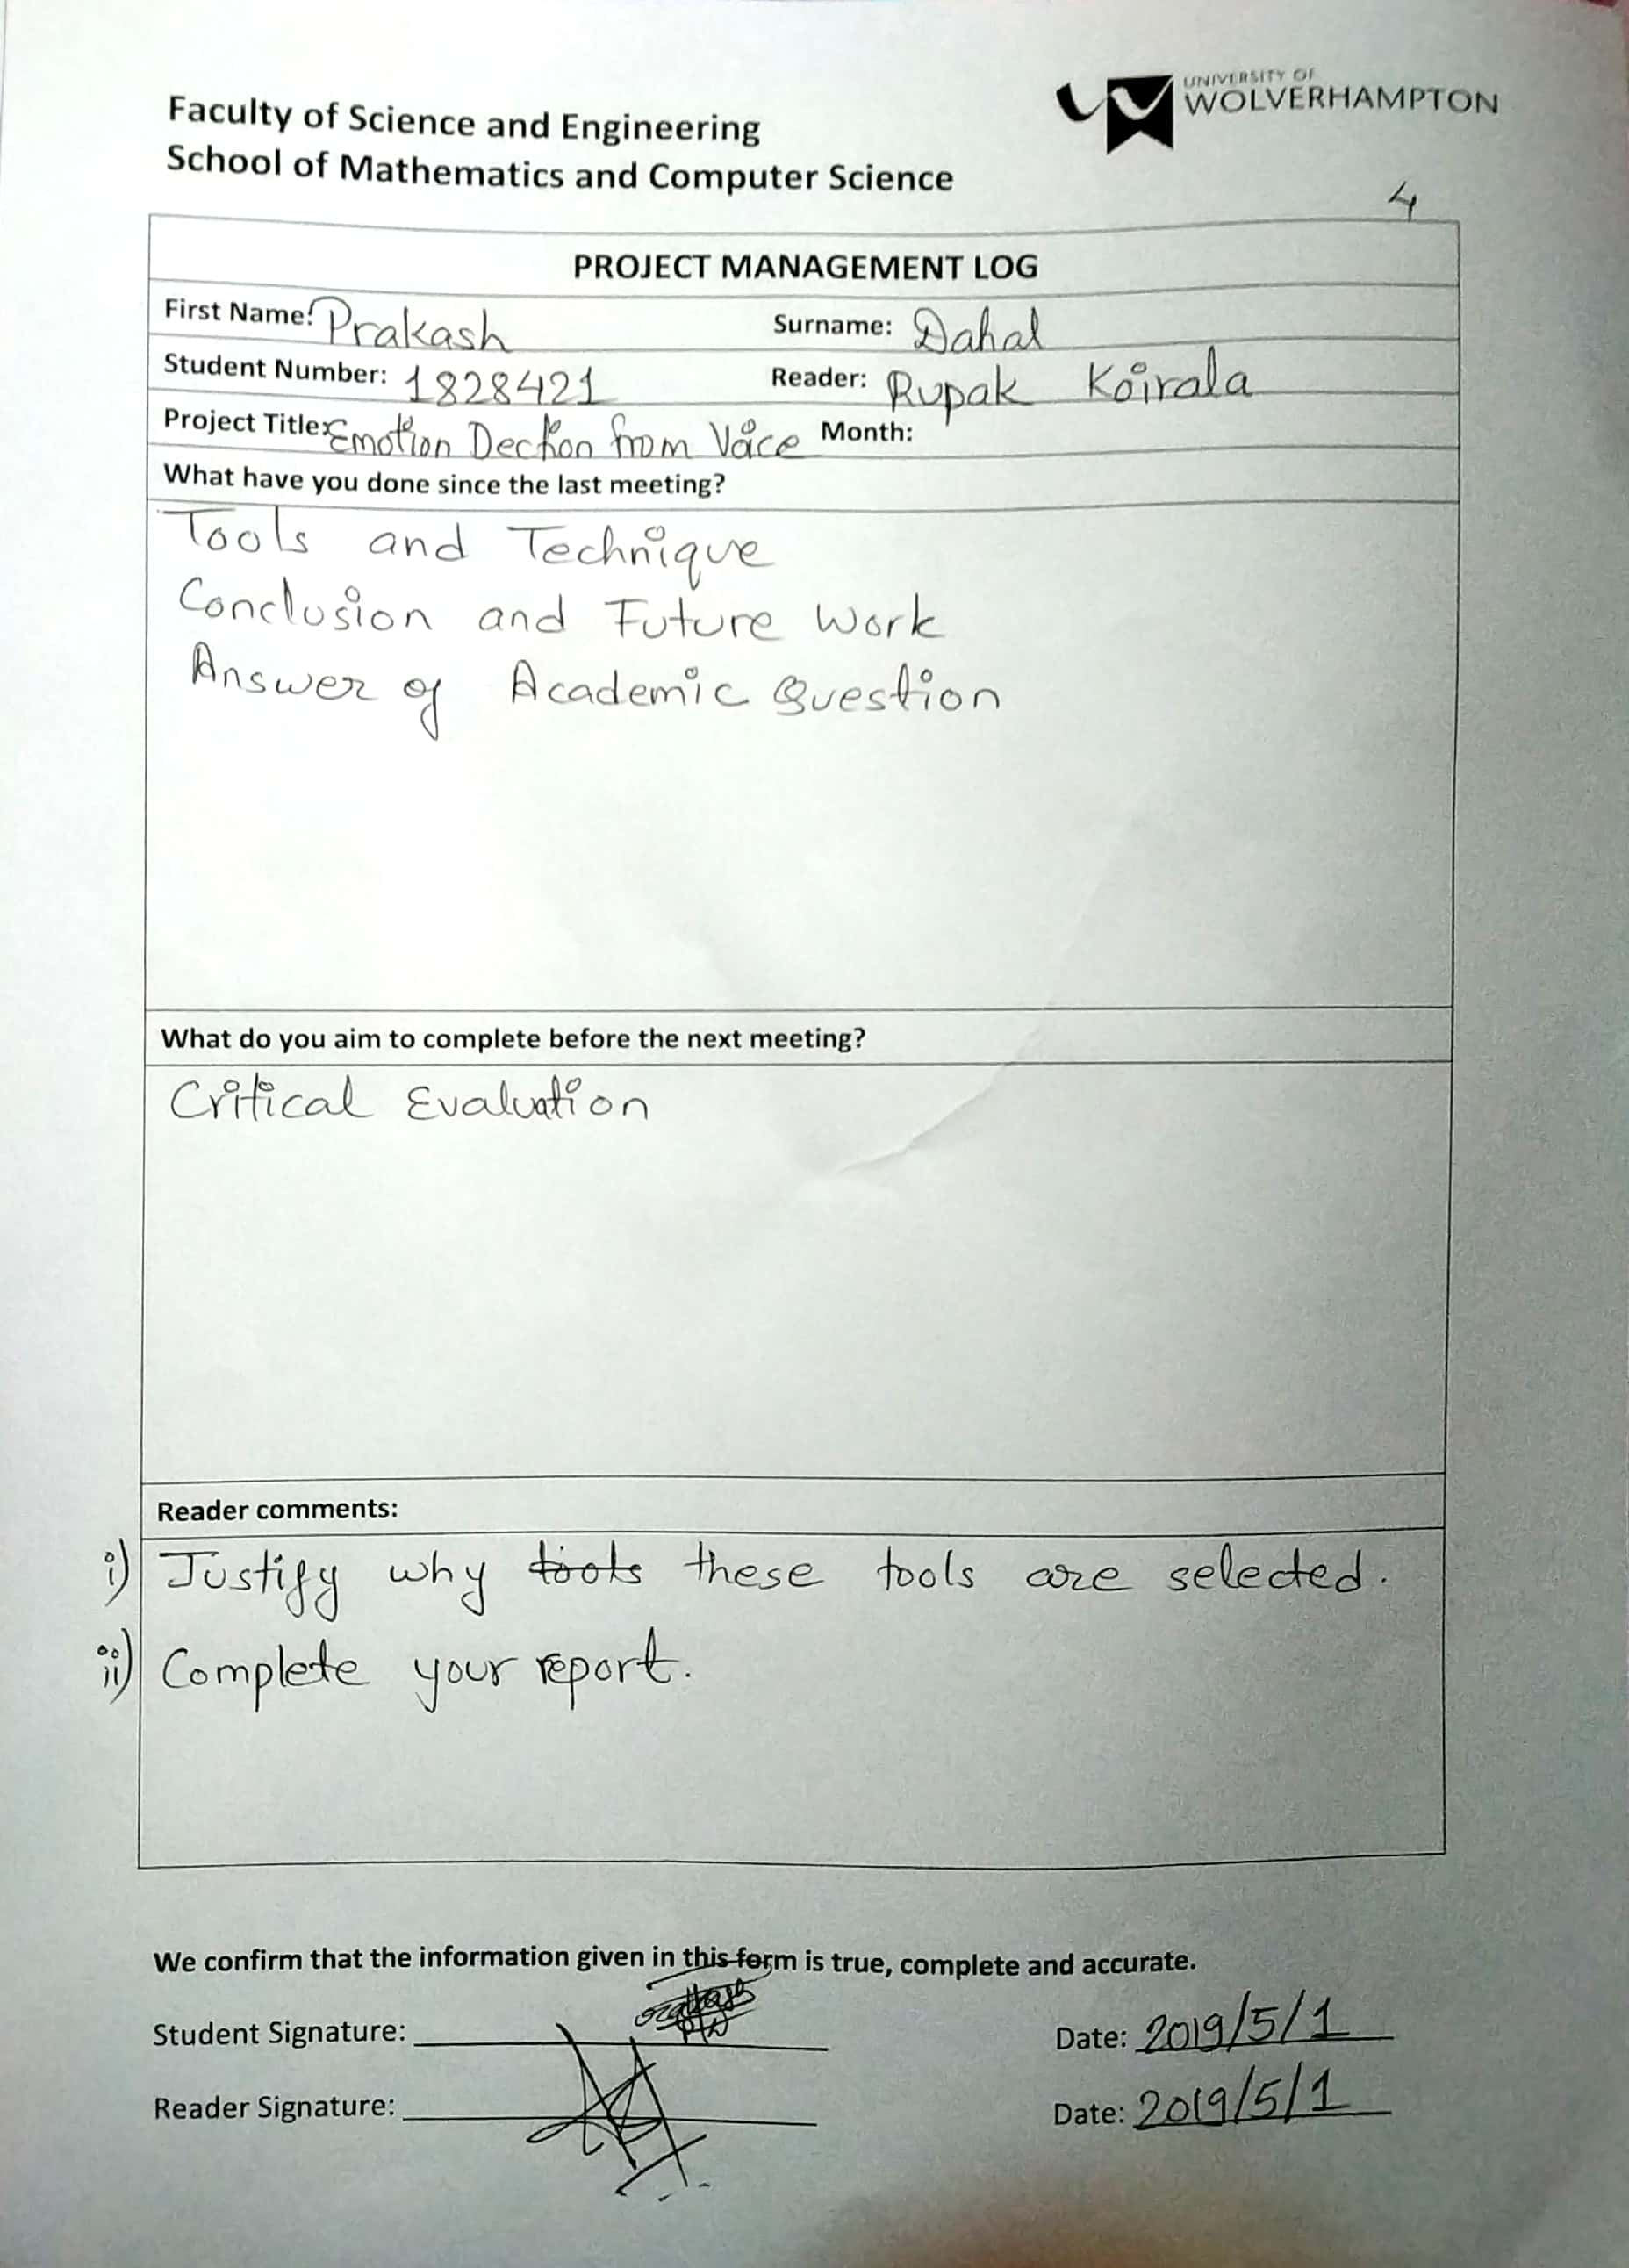 UNIVERSITY OF
WOLVERHAMPTON
Faculty of Science and Engineering
School of Mathematics and Computer Science
4
PROJECT MANAGEMENT LOG
First Name: Prakash Surname: Dahal
Student Number: 1828421 Reader: Rupak Koirala
Project Title: Emotion Dection from Voice Month:
What have you done since the last meeting?
Tools and Technique
Conclusion and Future Work
Answer of Academic Question
What do you aim to complete before the next meeting?
Critical Evaluation
Reader comments:
i) Justify why tools these tools are selected.
ii) Complete your report.
We confirm that the information given in this form is true, complete and accurate.
Student Signature: Date: 2019/5/1
Reader Signature: Date: 2019/5/1